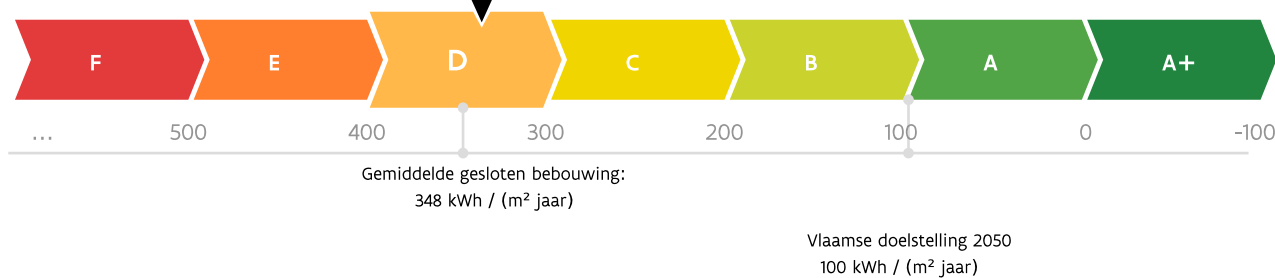 F E D C B A A+
... 500 400 300 200 100 0 -100
Gemiddelde gesloten bebouwing:
348 kWh / (m² jaar)
Vlaamse doelstelling 2050
100 kWh / (m² jaar)